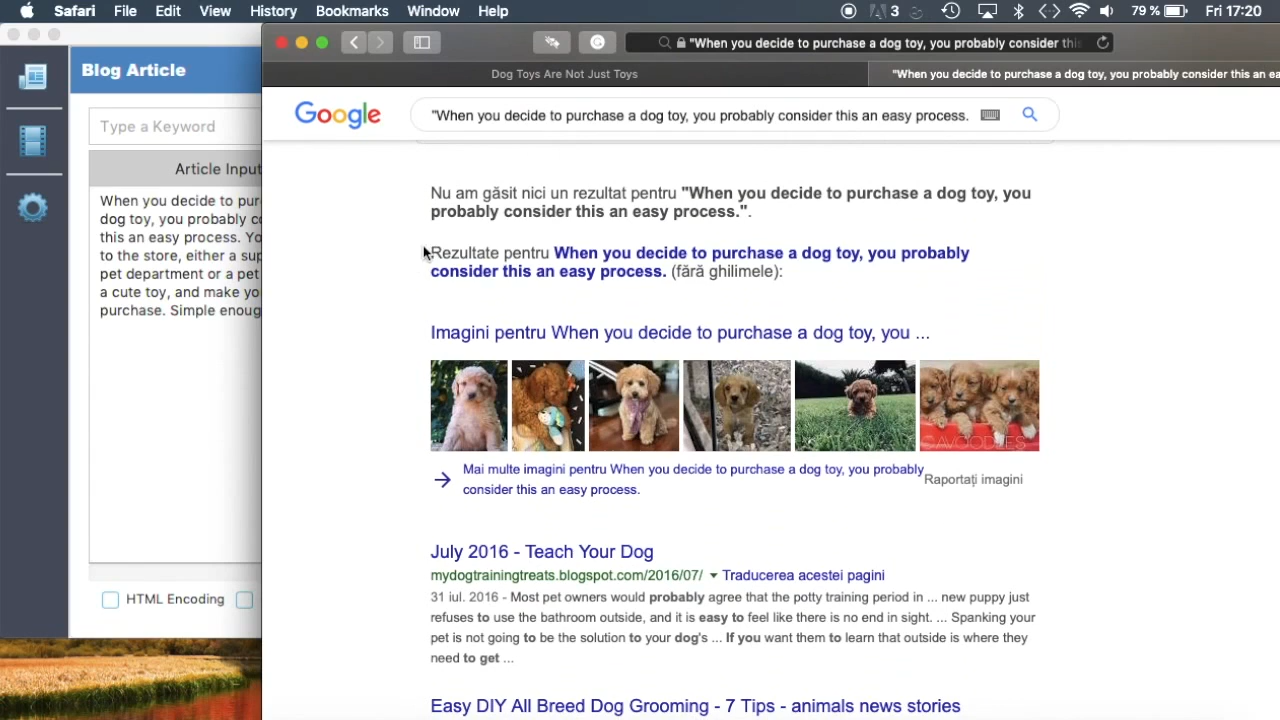 Safari File Edit View History Bookmarks Window Help 3 79 % Fri 17:20
"When you decide to purchase a dog toy, you probably consider this
Dog Toys Are Not Just Toys
"When you decide to purchase a dog toy, you probably consider this an ea
Blog Article
Type a Keyword
Article Input
When you decide to pur
dog toy, you probably co
this an easy process. Yo
to the store, either a sup
pet department or a pet
a cute toy, and make yo
purchase. Simple enoug
HTML Encoding
Google
"When you decide to purchase a dog toy, you probably consider this an easy process.
Nu am găsit nici un rezultat pentru "When you decide to purchase a dog toy, you
probably consider this an easy process.".
Rezultate pentru When you decide to purchase a dog toy, you probably
consider this an easy process. (fără ghilimele):
Imagini pentru When you decide to purchase a dog toy, you ...
SAVOODLES
Mai multe imagini pentru When you decide to purchase a dog toy, you probably
consider this an easy process.
Raportați imagini
July 2016 - Teach Your Dog
mydogtrainingtreats.blogspot.com/2016/07/ Traducerea acestei pagini
31 iul. 2016 - Most pet owners would probably agree that the potty training period in ... new puppy just
refuses to use the bathroom outside, and it is easy to feel like there is no end in sight. ... Spanking your
pet is not going to be the solution to your dog's ... If you want them to learn that outside is where they
need to get ...
Easy DIY All Breed Dog Grooming - 7 Tips - animals news stories